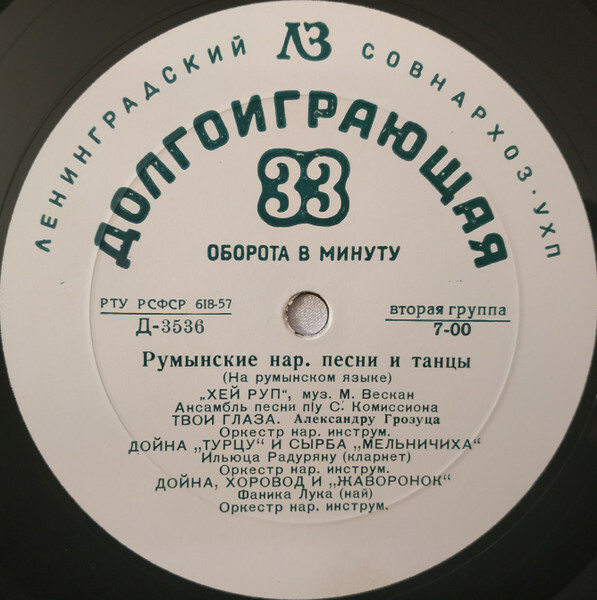 ЛЕНИНГРАДСКИЙ ЛЗ СОВНАРХОЗ·УХП
ДОЛГОИГРАЮЩАЯ
33
ОБОРОТА В МИНУТУ
РТУ РСФСР 618-57
Д-3536
вторая группа
7-00
Румынские нар. песни и танцы
(На румынском языке)
„ХЕЙ РУП“, муз. М. Вескан
Ансамбль песни п/у С. Комиссиона
ТВОИ ГЛАЗА. Александру Грозуца
Оркестр нар. инструм.
ДОЙНА „ТУРЦУ“ И СЫРБА „МЕЛЬНИЧИХА“
Ильюца Радуряну (кларнет)
Оркестр нар. инструм.
ДОЙНА, ХОРОВОД И „ЖАВОРОНОК“
Фаника Лука (най)
Оркестр нар. инструм.